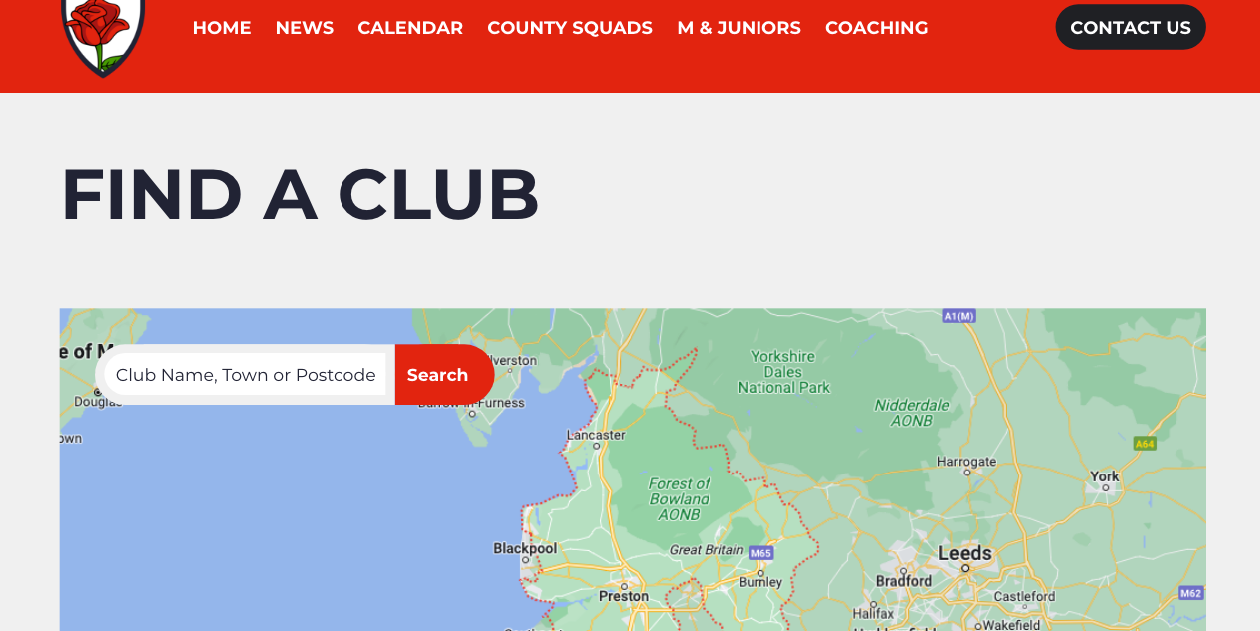 HOME NEWS CALENDAR COUNTY SQUADS M & JUNIORS COACHING CONTACT US
FIND A CLUB
A1(M)
e of M
Club Name, Town or Postcode
Search
lverston
Yorkshire
Dales
National Park
Douglas
Barrow-in-Furness
Nidderdale
AONB
own
Lancaster
A64
Harrogate
York
Forest of
Bowland
AONB
Blackpool
Great Britain
M65
Leeds
Burnley
Bradford
Preston
Castleford
M62
Halifax
Wakefield